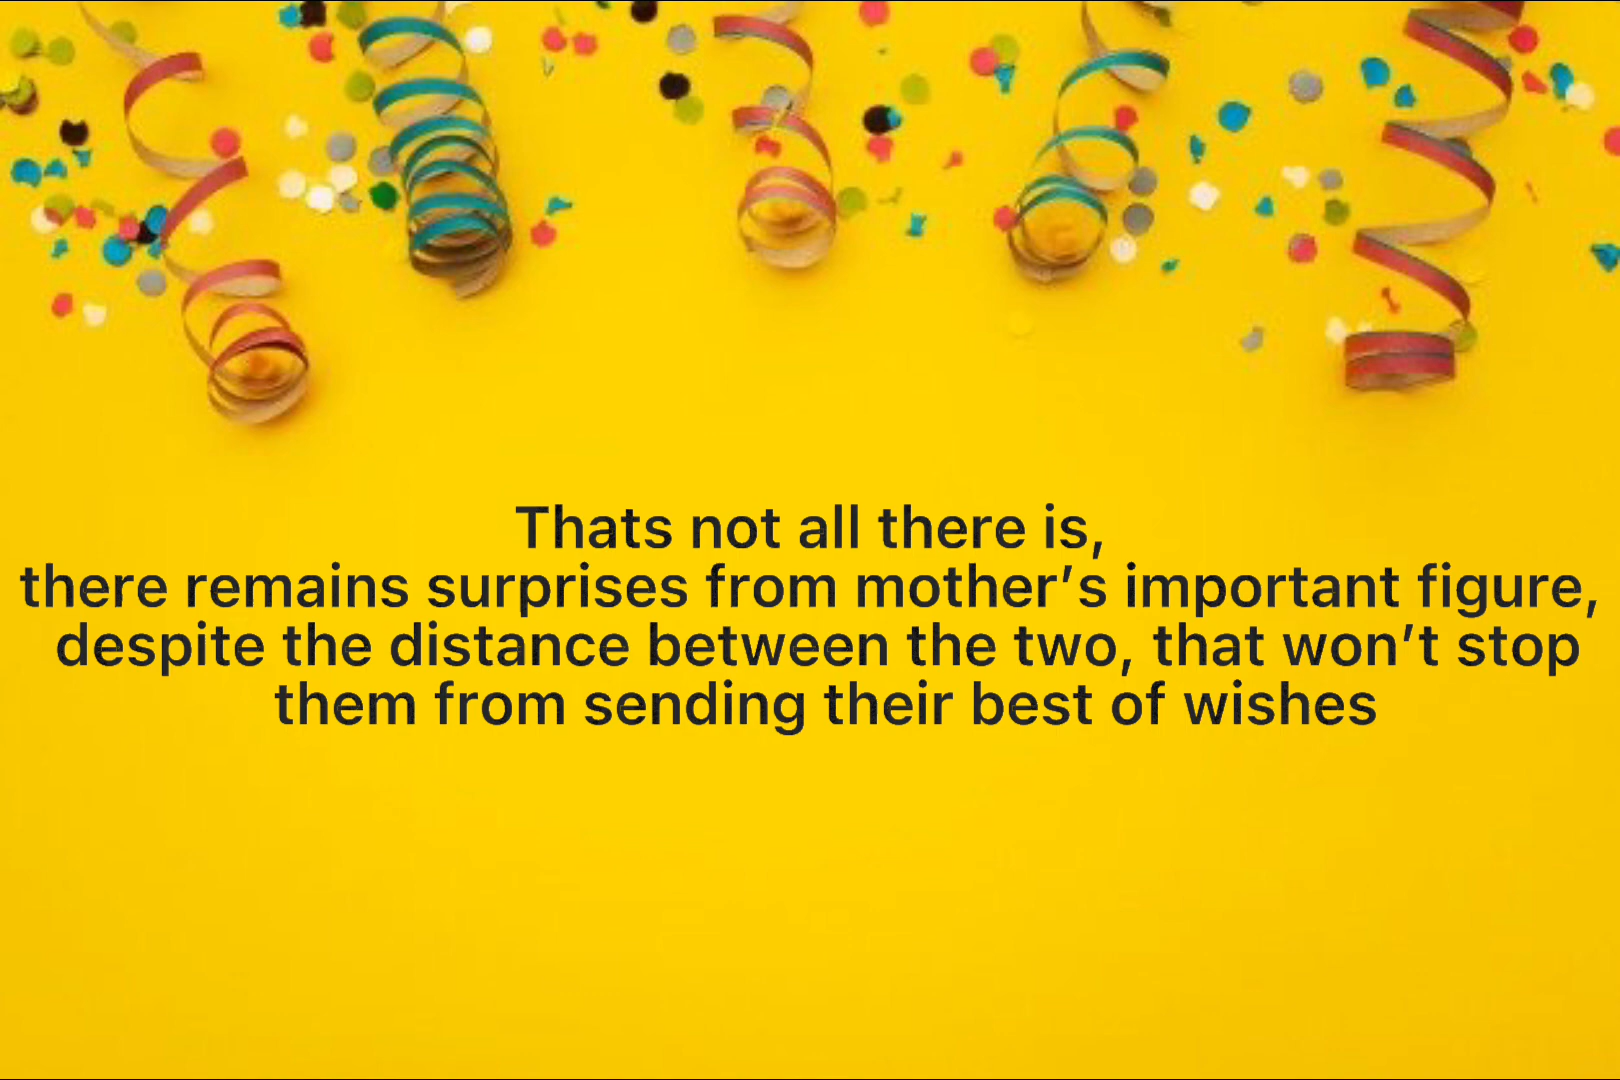 Thats not all there is,
there remains surprises from mother’s important figure,
despite the distance between the two, that won’t stop
them from sending their best of wishes